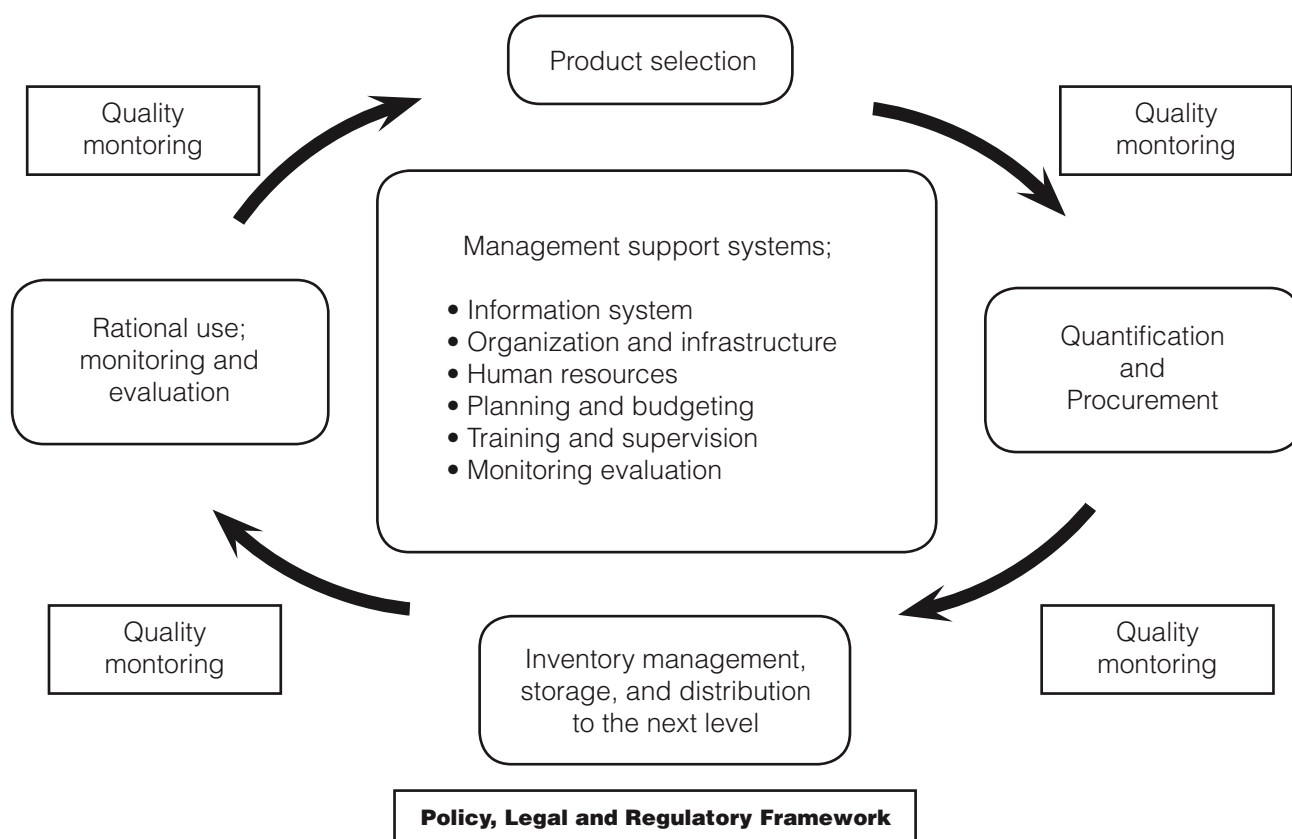 Product selection
Quality
montoring
Quality
montoring
Management support systems;
• Information system
• Organization and infrastructure
• Human resources
• Planning and budgeting
• Training and supervision
• Monitoring evaluation
Rational use;
monitoring and
evaluation
Quantification
and
Procurement
Quality
montoring
Quality
montoring
Inventory management,
storage, and distribution
to the next level
Policy, Legal and Regulatory Framework